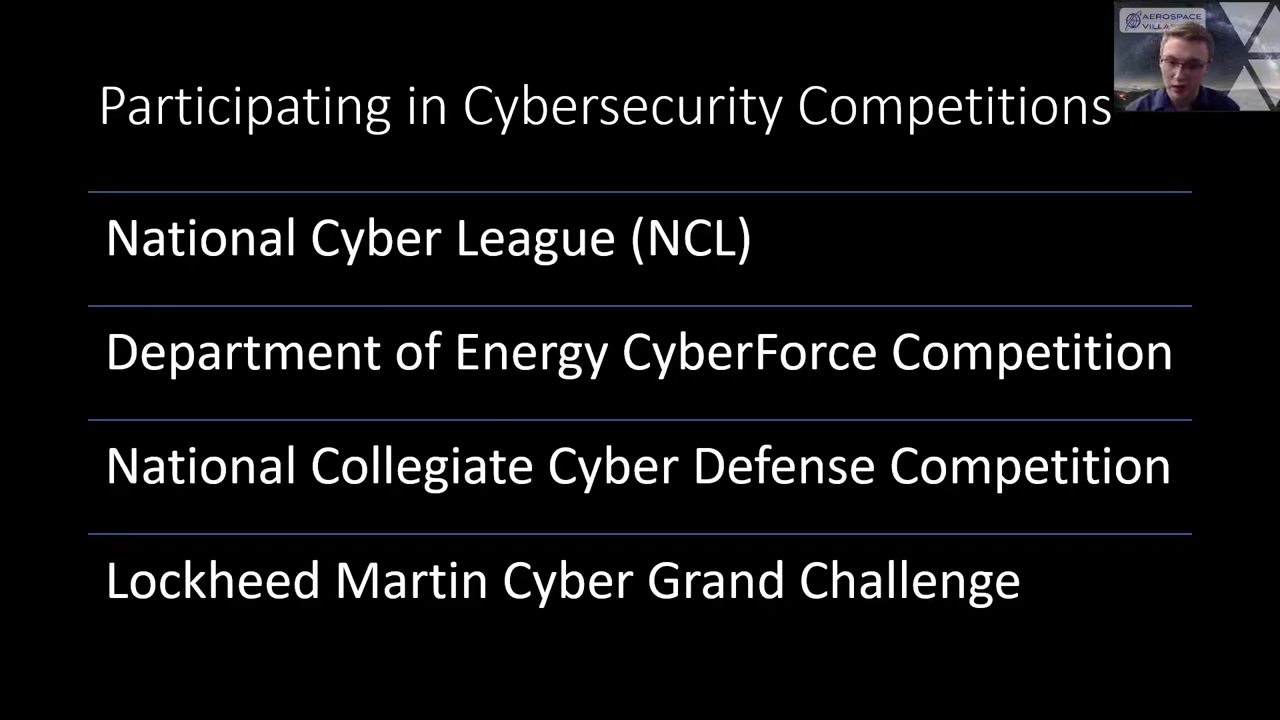 AEROSPACE
Participating in Cybersecurity Competitions
National Cyber League (NCL)
Department of Energy CyberForce Competition
National Collegiate Cyber Defense Competition
Lockheed Martin Cyber Grand Challenge